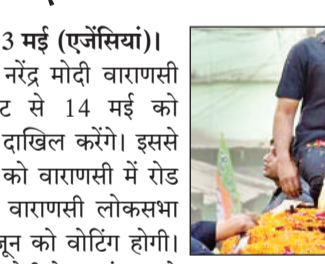 3 मई (एजेंसियां)।
नरेंद्र मोदी वाराणसी
से 14 मई को
दाखिल करेंगे। इससे
को वाराणसी में रोड
वाराणसी लोकसभा
को वोटिंग होगी।